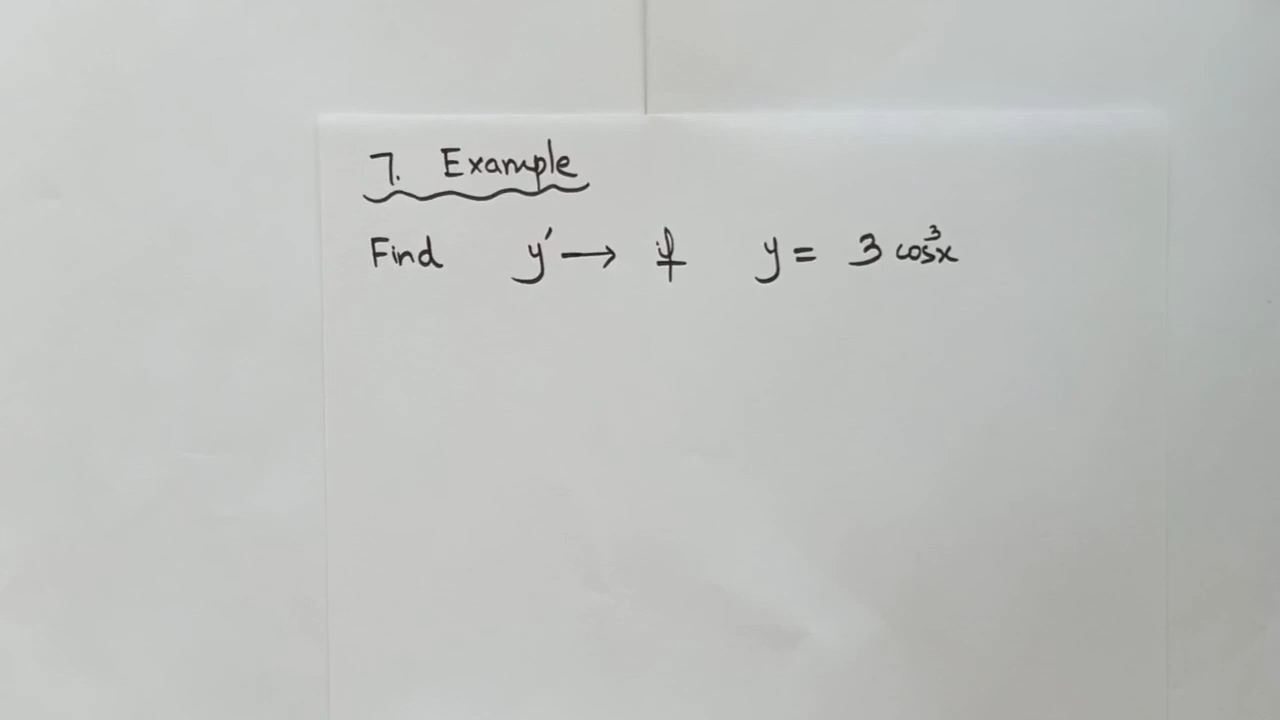 7. Example
Find y′ → if y = 3 cos³x